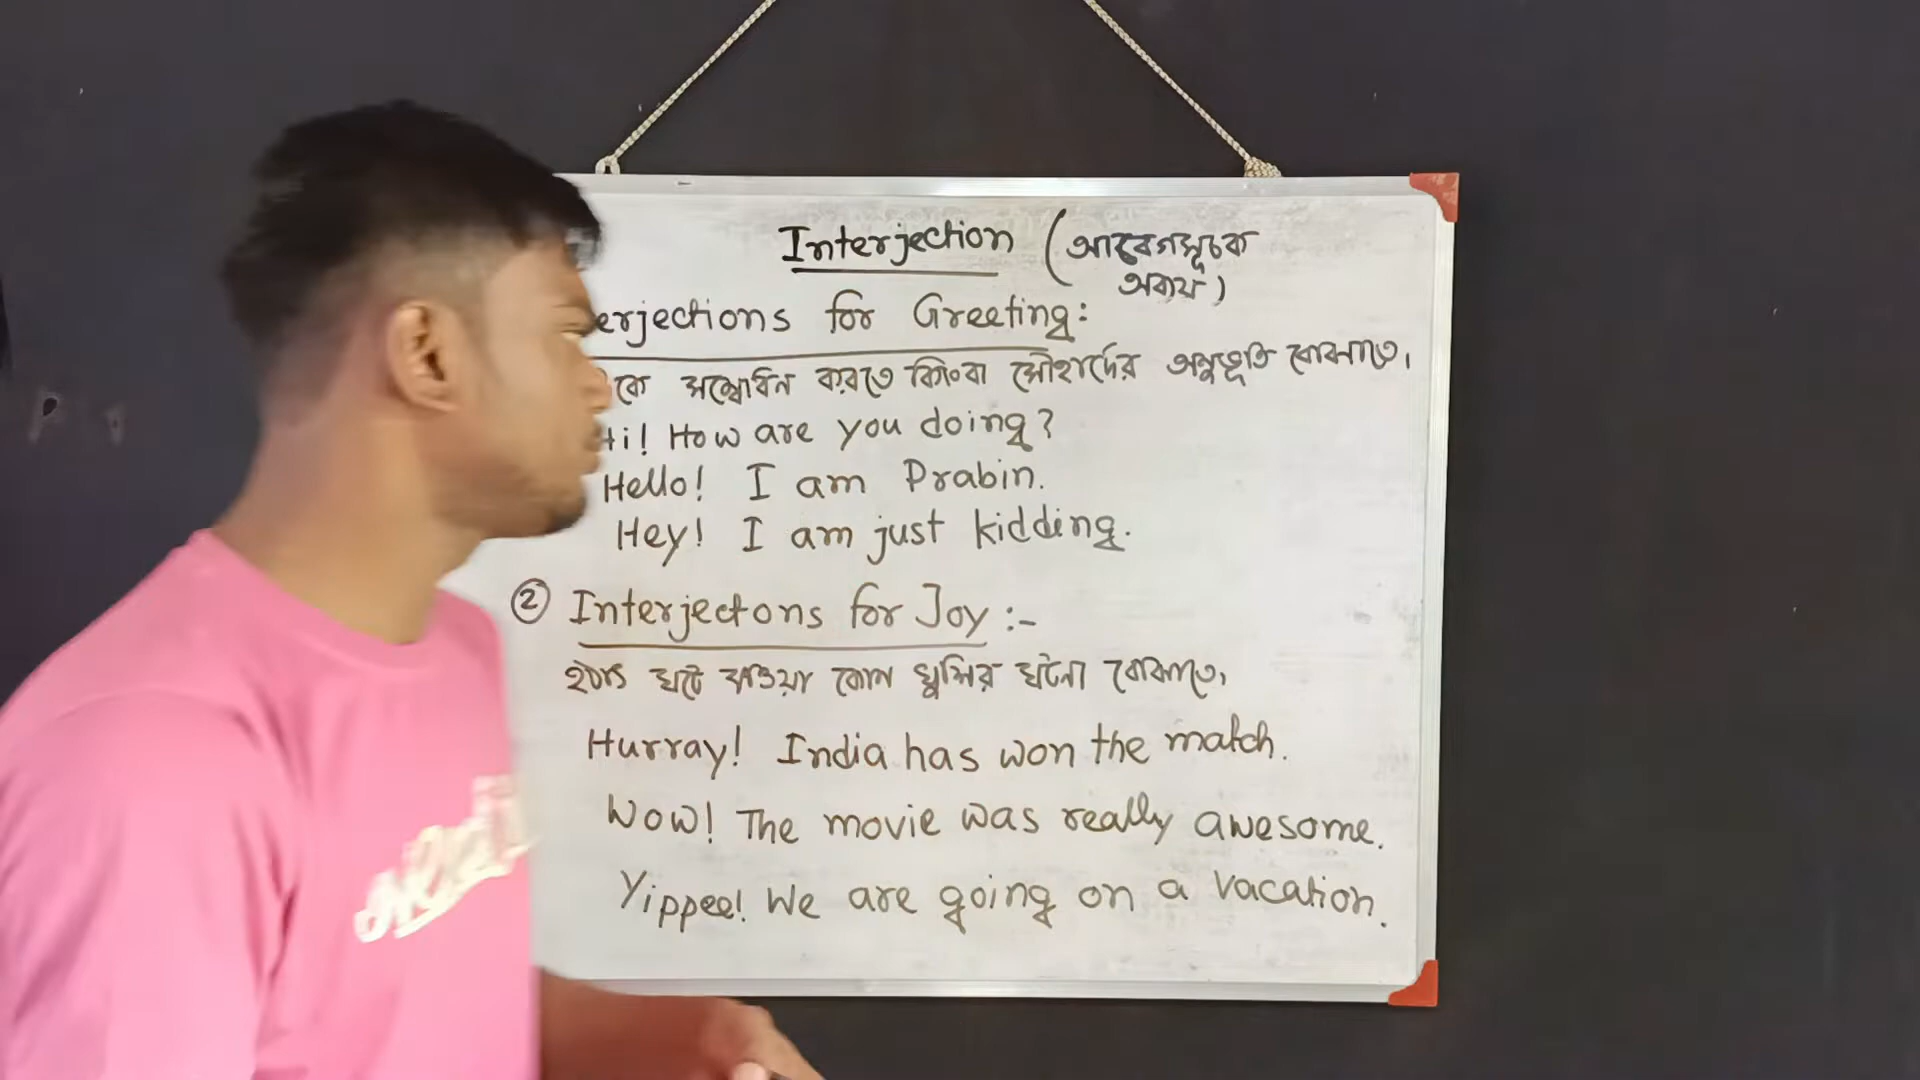 Interjection (আবেগসূচক
অব্যয়)
erjections for Greeting:
কে সম্বোধন করতে কিংবা সৌহার্দের অনুভূতি বোঝাতে।
Hi! How are you doing?
Hello! I am Prabin.
Hey! I am just kidding.
② Interjectons for Joy :-
হঠাৎ ঘটে যাওয়া কোন খুশির ঘটনা বোঝাতে,
Hurray! India has won the match.
Wow! The movie was really awesome.
Yippee! We are going on a vacation.